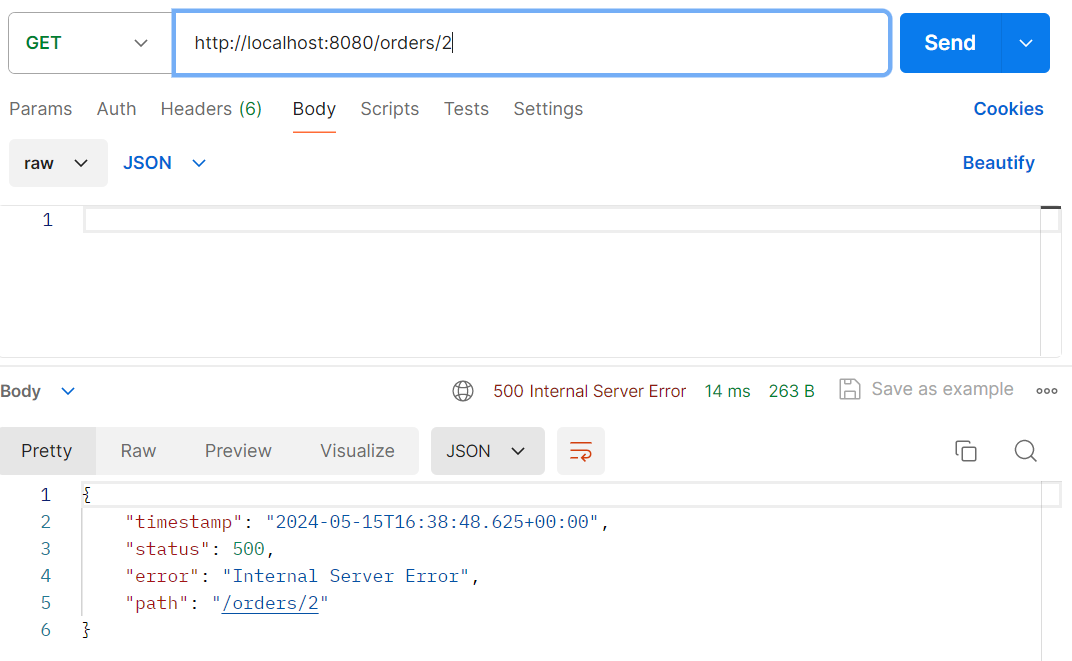 GET http://localhost:8080/orders/2 Send
Params Auth Headers (6) Body Scripts Tests Settings Cookies
raw JSON Beautify
1
Body 500 Internal Server Error 14 ms 263 B Save as example
Pretty Raw Preview Visualize JSON
1 {
2 "timestamp": "2024-05-15T16:38:48.625+00:00",
3 "status": 500,
4 "error": "Internal Server Error",
5 "path": "/orders/2"
6 }